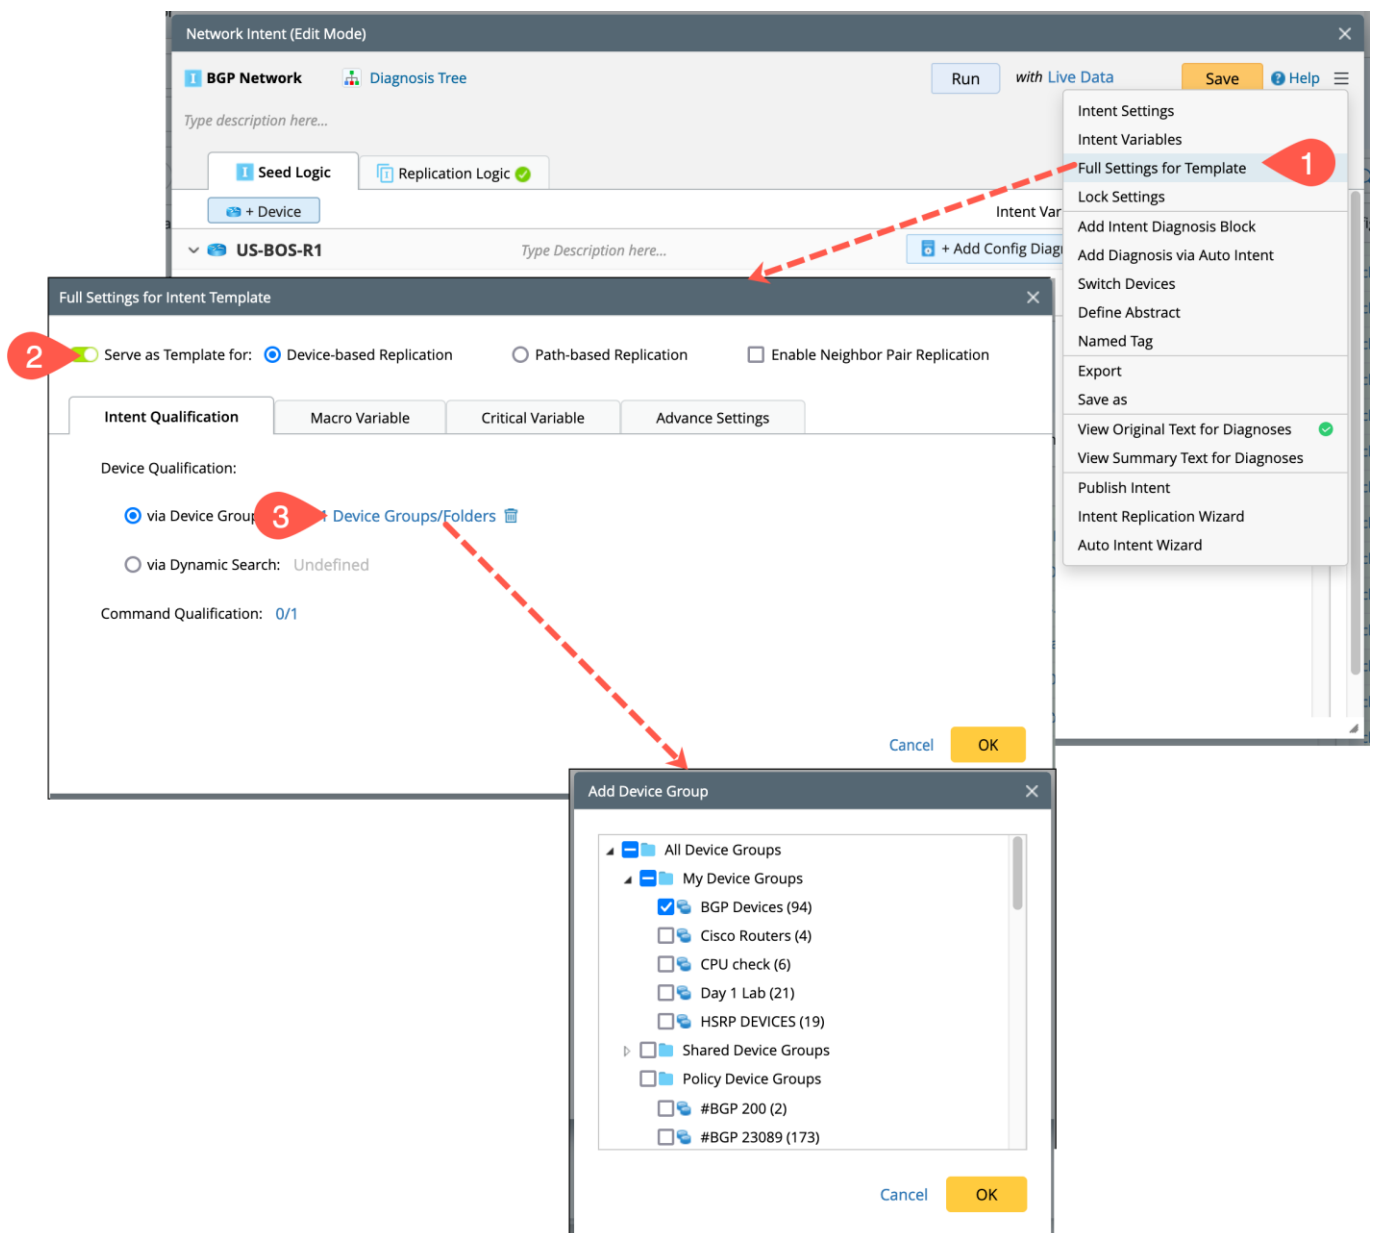 Network Intent (Edit Mode)
BGP Network
Diagnosis Tree
Run
with Live Data
Save
Help
Type description here...
Seed Logic
Replication Logic
+ Device
Intent Var
US-BOS-R1
Type Description here...
+ Add Config Diag
Intent Settings
Intent Variables
Full Settings for Template
1
Lock Settings
Add Intent Diagnosis Block
Add Diagnosis via Auto Intent
Switch Devices
Define Abstract
Named Tag
Export
Save as
View Original Text for Diagnoses
View Summary Text for Diagnoses
Publish Intent
Intent Replication Wizard
Auto Intent Wizard
Full Settings for Intent Template
2
Serve as Template for:
Device-based Replication
Path-based Replication
Enable Neighbor Pair Replication
Intent Qualification
Macro Variable
Critical Variable
Advance Settings
Device Qualification:
via Device Group
3
Device Groups/Folders
via Dynamic Search: Undefined
Command Qualification: 0/1
Cancel
OK
Add Device Group
All Device Groups
My Device Groups
BGP Devices (94)
Cisco Routers (4)
CPU check (6)
Day 1 Lab (21)
HSRP DEVICES (19)
Shared Device Groups
Policy Device Groups
#BGP 200 (2)
#BGP 23089 (173)
Cancel
OK